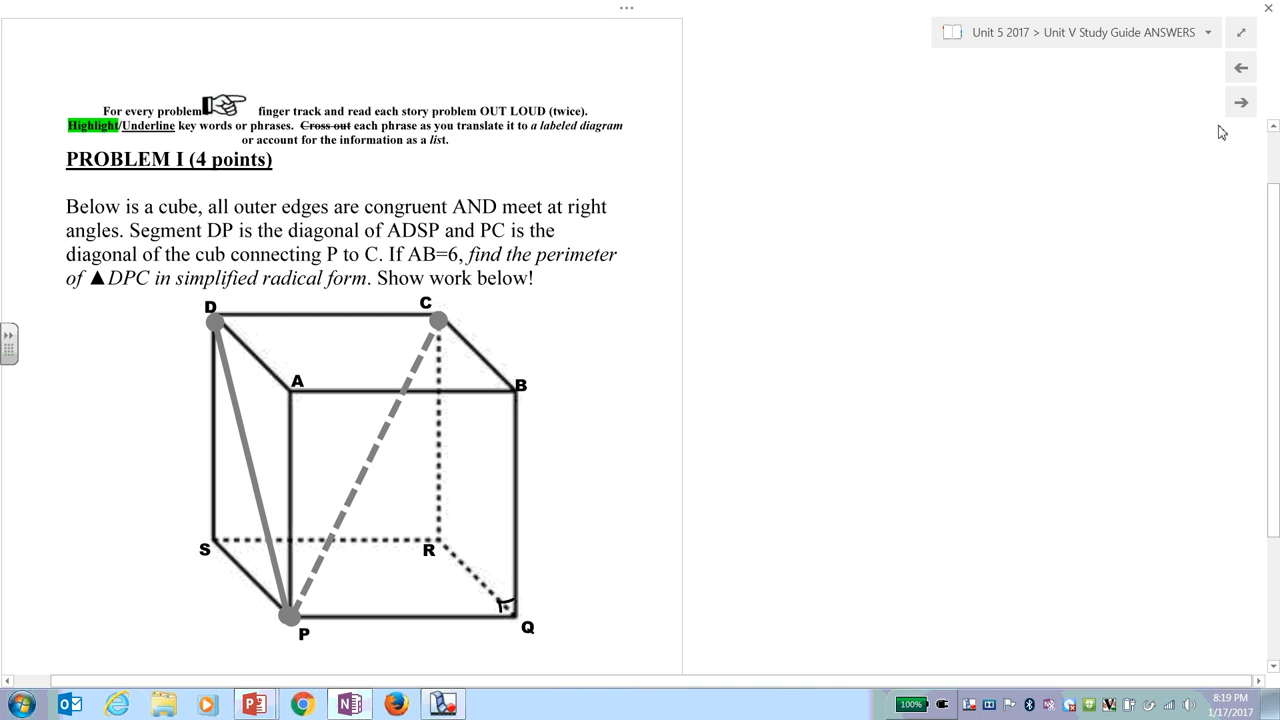 Unit 5 2017 > Unit V Study Guide ANSWERS
For every problem finger track and read each story problem OUT LOUD (twice).
Highlight/Underline key words or phrases. Cross out each phrase as you translate it to a labeled diagram
or account for the information as a list.
PROBLEM I (4 points)
Below is a cube, all outer edges are congruent AND meet at right
angles. Segment DP is the diagonal of ADSP and PC is the
diagonal of the cub connecting P to C. If AB=6, find the perimeter
of ▲DPC in simplified radical form. Show work below!
D
C
A
B
S
R
P
Q
100%
8:19 PM
1/17/2017